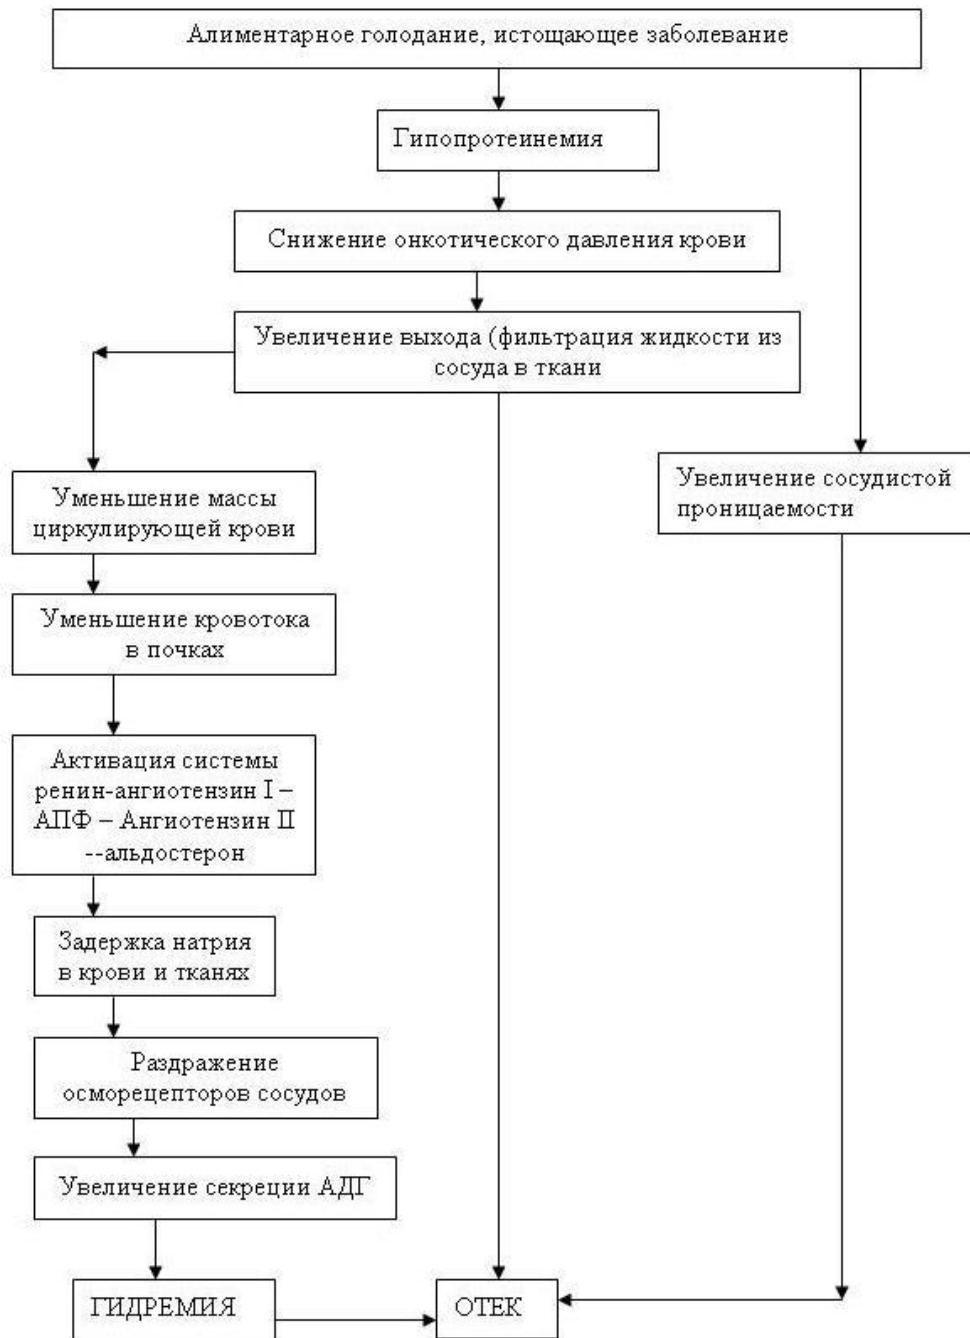 Алиментарное голодание, истощающее заболевание
Гипопротеинемия
Снижение онкотического давления крови
Увеличение выхода (фильтрация жидкости из
сосуда в ткани
Уменьшение массы
циркулирующей крови
Увеличение сосудистой
проницаемости
Уменьшение кровотока
в почках
Активация системы
ренин-ангиотензин I –
АПФ – Ангиотензин II
--альдостерон
Задержка натрия
в крови и тканях
Раздражение
осморецепторов сосудов
Увеличение секреции АДГ
ГИДРЕМИЯ
ОТЕК